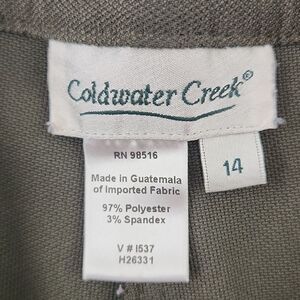 Coldwater Creek®
RN 98516
14
Made in Guatemala
of Imported Fabric
97% Polyester
3% Spandex
V # I537
H26331